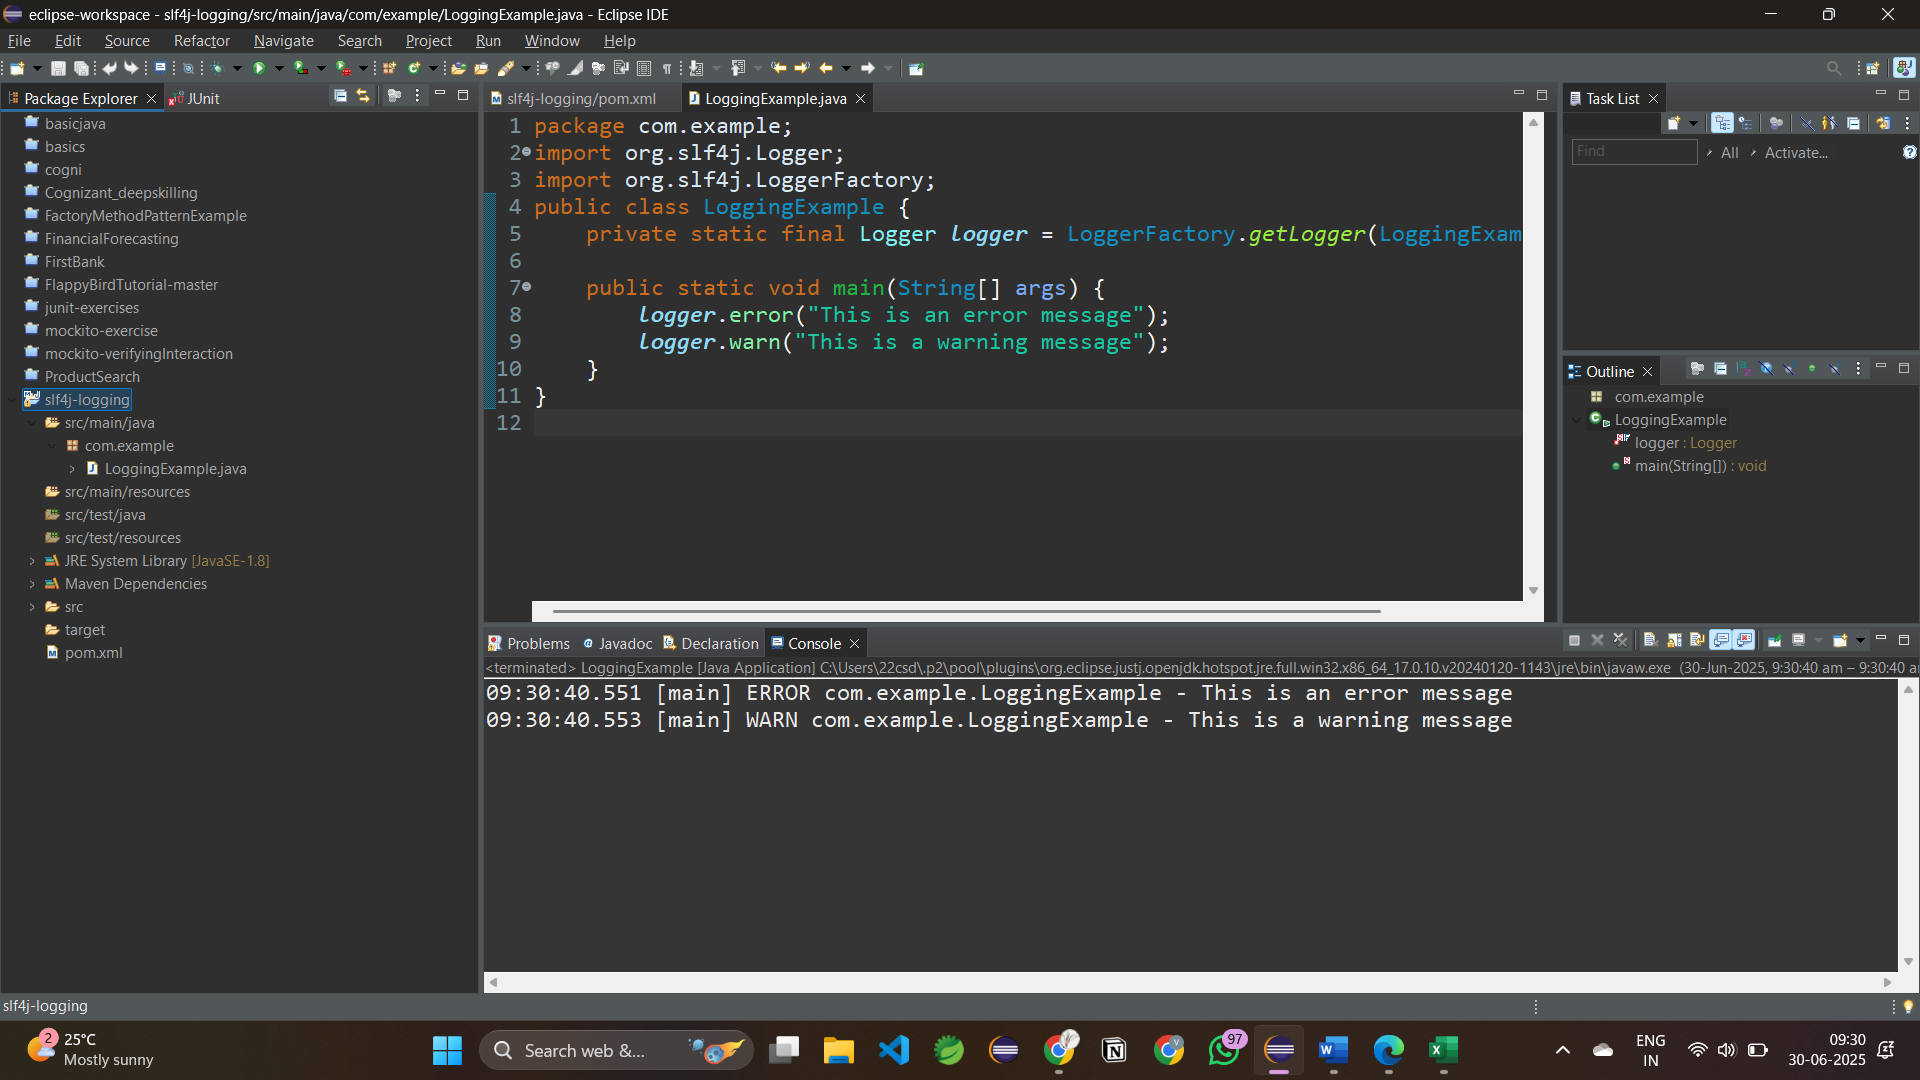 eclipse-workspace - slf4j-logging/src/main/java/com/example/LoggingExample.java - Eclipse IDE
File Edit Source Refactor Navigate Search Project Run Window Help
Package Explorer
JUnit
basicjava
basics
cogni
Cognizant_deepskilling
FactoryMethodPatternExample
FinancialForecasting
FirstBank
FlappyBirdTutorial-master
junit-exercises
mockito-exercise
mockito-verifyingInteraction
ProductSearch
slf4j-logging
src/main/java
com.example
LoggingExample.java
src/main/resources
src/test/java
src/test/resources
JRE System Library [JavaSE-1.8]
Maven Dependencies
src
target
pom.xml
slf4j-logging/pom.xml
LoggingExample.java
1 package com.example;
2 import org.slf4j.Logger;
3 import org.slf4j.LoggerFactory;
4 public class LoggingExample {
5 private static final Logger logger = LoggerFactory.getLogger(LoggingExam
6
7 public static void main(String[] args) {
8 logger.error("This is an error message");
9 logger.warn("This is a warning message");
10 }
11 }
12
Task List
Find
All
Activate...
Outline
com.example
LoggingExample
logger : Logger
main(String[]) : void
Problems
Javadoc
Declaration
Console
<terminated> LoggingExample [Java Application] C:\Users\22csd\.p2\pool\plugins\org.eclipse.justj.openjdk.hotspot.jre.full.win32.x86_64_17.0.10.v20240120-1143\jre\bin\javaw.exe (30-Jun-2025, 9:30:40 am – 9:30:40 a
09:30:40.551 [main] ERROR com.example.LoggingExample - This is an error message
09:30:40.553 [main] WARN com.example.LoggingExample - This is a warning message
slf4j-logging
2
25°C
Mostly sunny
Search web &...
97
ENG
IN
09:30
30-06-2025